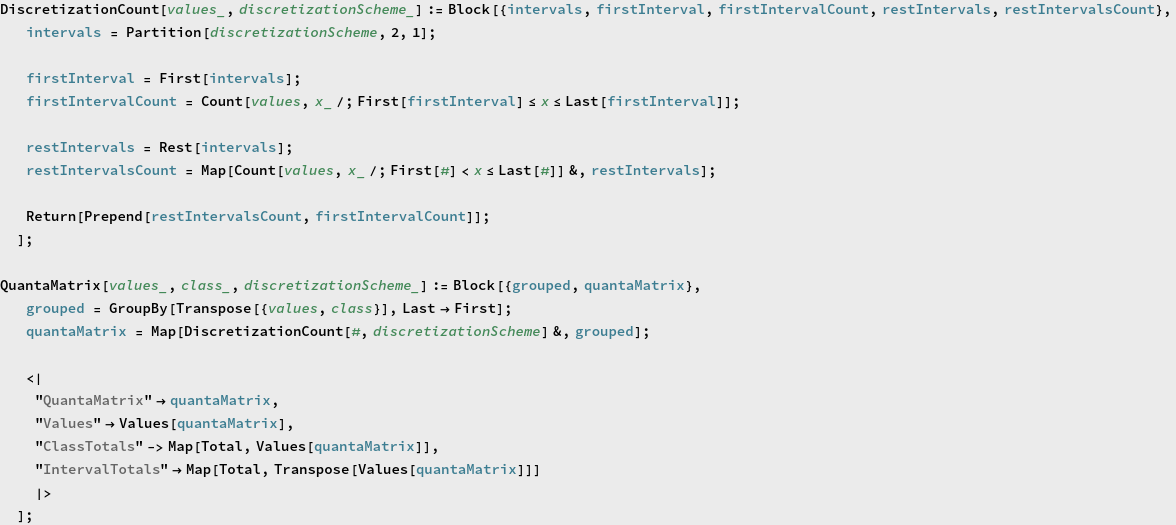 DiscretizationCount[values_, discretizationScheme_] := Block[{intervals, firstInterval, firstIntervalCount, restIntervals, restIntervalsCount},
intervals = Partition[discretizationScheme, 2, 1];
firstInterval = First[intervals];
firstIntervalCount = Count[values, x_ /; First[firstInterval] ≤ x ≤ Last[firstInterval]];
restIntervals = Rest[intervals];
restIntervalsCount = Map[Count[values, x_ /; First[#] < x ≤ Last[#]] &, restIntervals];
Return[Prepend[restIntervalsCount, firstIntervalCount]];
];
QuantaMatrix[values_, class_, discretizationScheme_] := Block[{grouped, quantaMatrix},
grouped = GroupBy[Transpose[{values, class}], Last → First];
quantaMatrix = Map[DiscretizationCount[#, discretizationScheme] &, grouped];
<|
"QuantaMatrix" → quantaMatrix,
"Values" → Values[quantaMatrix],
"ClassTotals" -> Map[Total, Values[quantaMatrix]],
"IntervalTotals" → Map[Total, Transpose[Values[quantaMatrix]]]
|>
];